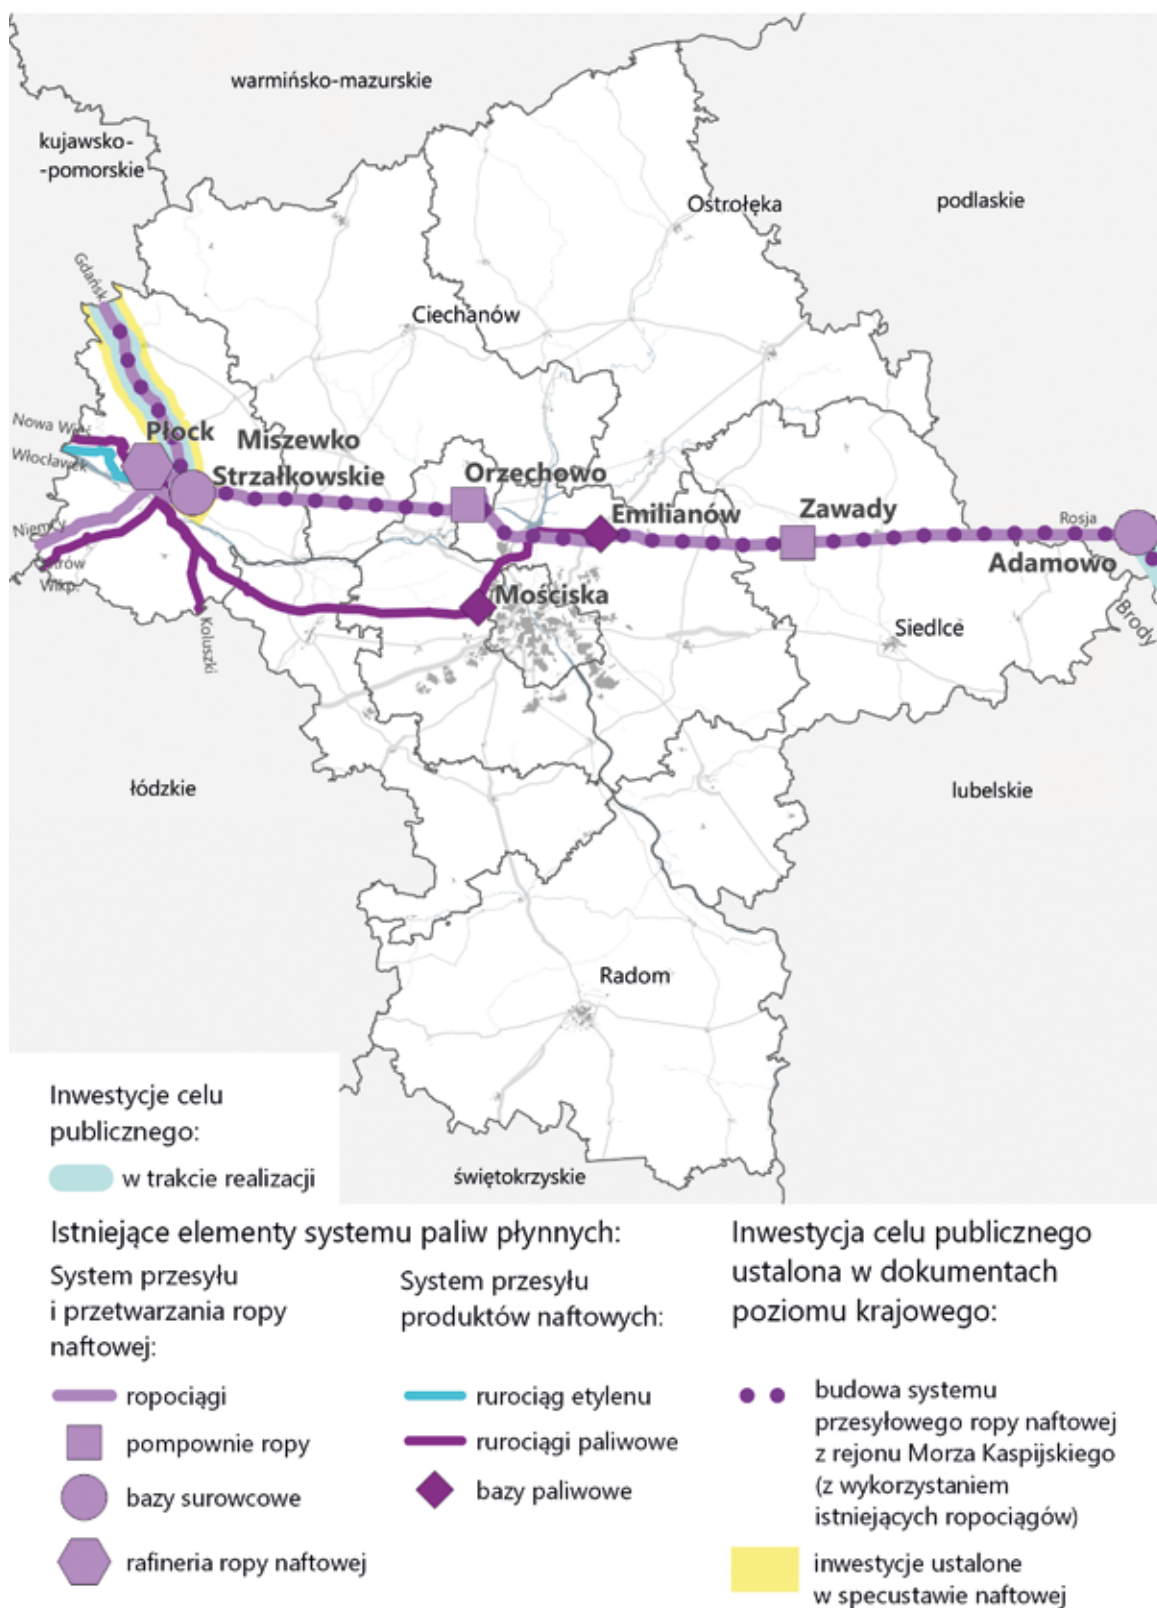 warmińsko-mazurskie
kujawsko-
-pomorskie
Ostrołęka
podlaskie
Gdańsk
Ciechanów
Nowa Wieś
Płock
Miszewko
Strzałkowskie
Włocławek
Orzechowo
Emilianów
Zawady
Rosja
Niemcy
Adamowo
Ostrów
Wlkp.
Mościska
Brody
Koluszki
Siedlce
łódzkie
lubelskie
Radom
świętokrzyskie
Inwestycje celu
publicznego:
w trakcie realizacji
Istniejące elementy systemu paliw płynnych:
System przesyłu
i przetwarzania ropy
naftowej:
ropociągi
pompownie ropy
bazy surowcowe
rafineria ropy naftowej
System przesyłu
produktów naftowych:
rurociąg etylenu
rurociągi paliwowe
bazy paliwowe
Inwestycja celu publicznego
ustalona w dokumentach
poziomu krajowego:
budowa systemu
przesyłowego ropy naftowej
z rejonu Morza Kaspijskiego
(z wykorzystaniem
istniejących ropociągów)
inwestycje ustalone
w specustawie naftowej